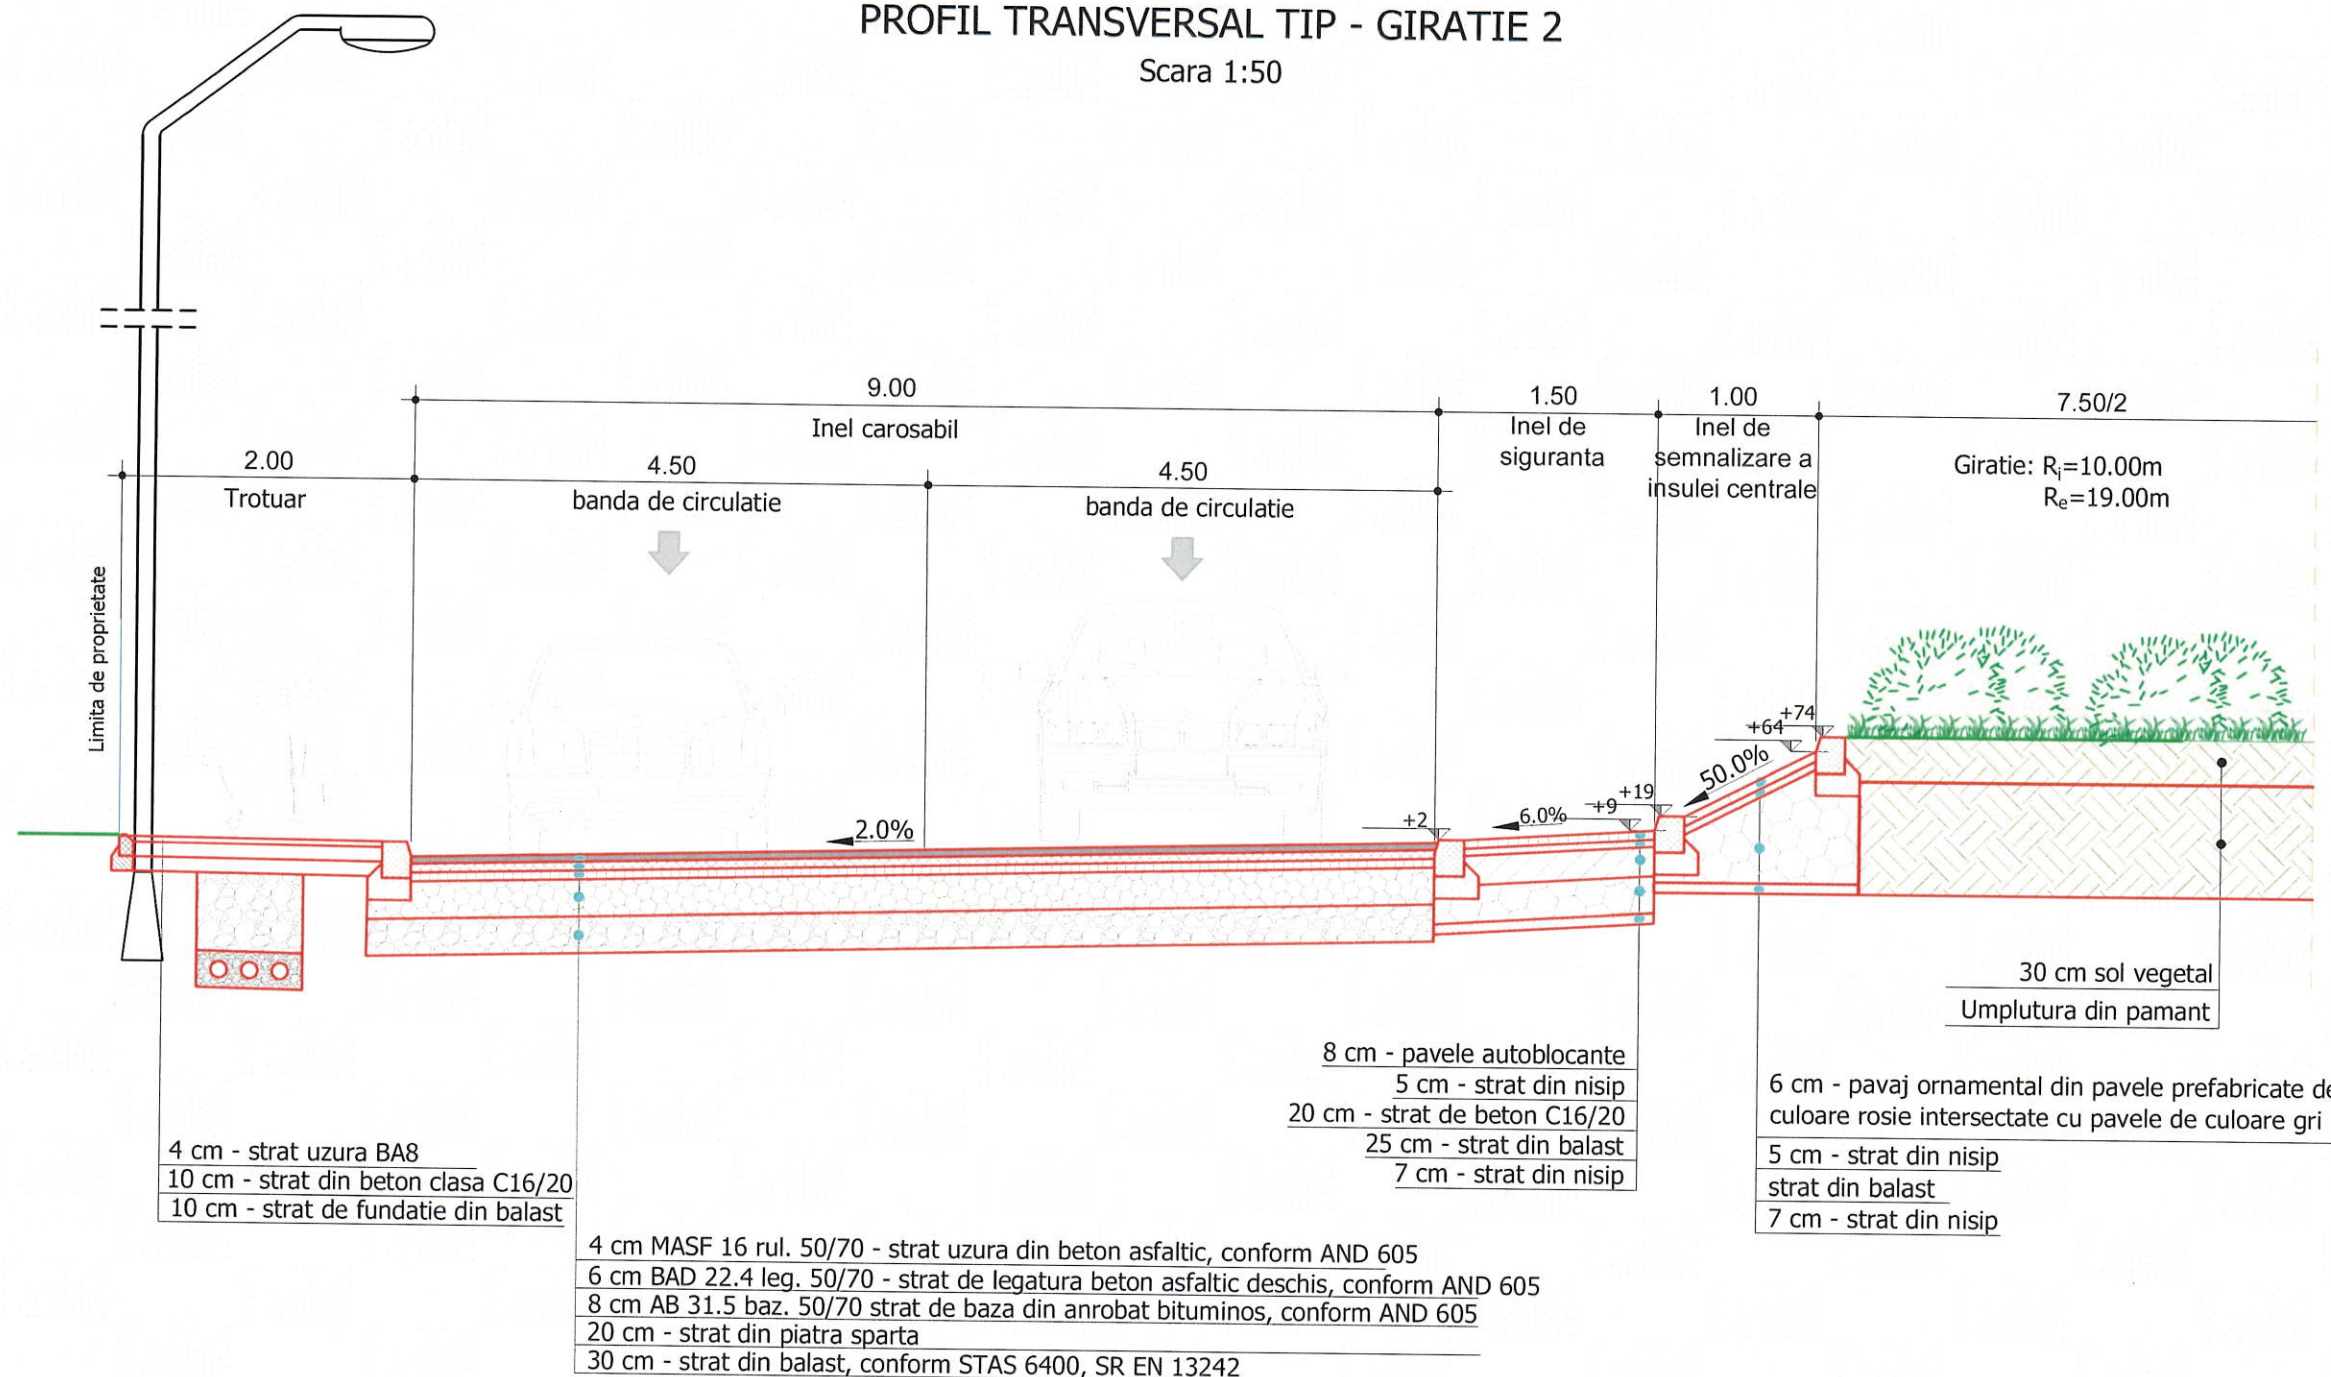 PROFIL TRANSVERSAL TIP - GIRATIE 2
Scara 1:50
9.00
1.50
1.00
7.50/2
Inel carosabil
Inel de
siguranta
Inel de
semnalizare a
insulei centrale
Giratie: Ri=10.00m
Re=19.00m
2.00
4.50
4.50
Trotuar
banda de circulatie
banda de circulatie
Limita de proprietate
+74
+64
50.0%
+19
+9
6.0%
+2
2.0%
30 cm sol vegetal
Umplutura din pamant
8 cm - pavele autoblocante
5 cm - strat din nisip
20 cm - strat de beton C16/20
25 cm - strat din balast
7 cm - strat din nisip
6 cm - pavaj ornamental din pavele prefabricate de
culoare rosie intersectate cu pavele de culoare gri
5 cm - strat din nisip
strat din balast
7 cm - strat din nisip
4 cm - strat uzura BA8
10 cm - strat din beton clasa C16/20
10 cm - strat de fundatie din balast
4 cm MASF 16 rul. 50/70 - strat uzura din beton asfaltic, conform AND 605
6 cm BAD 22.4 leg. 50/70 - strat de legatura beton asfaltic deschis, conform AND 605
8 cm AB 31.5 baz. 50/70 strat de baza din anrobat bituminos, conform AND 605
20 cm - strat din piatra sparta
30 cm - strat din balast, conform STAS 6400, SR EN 13242